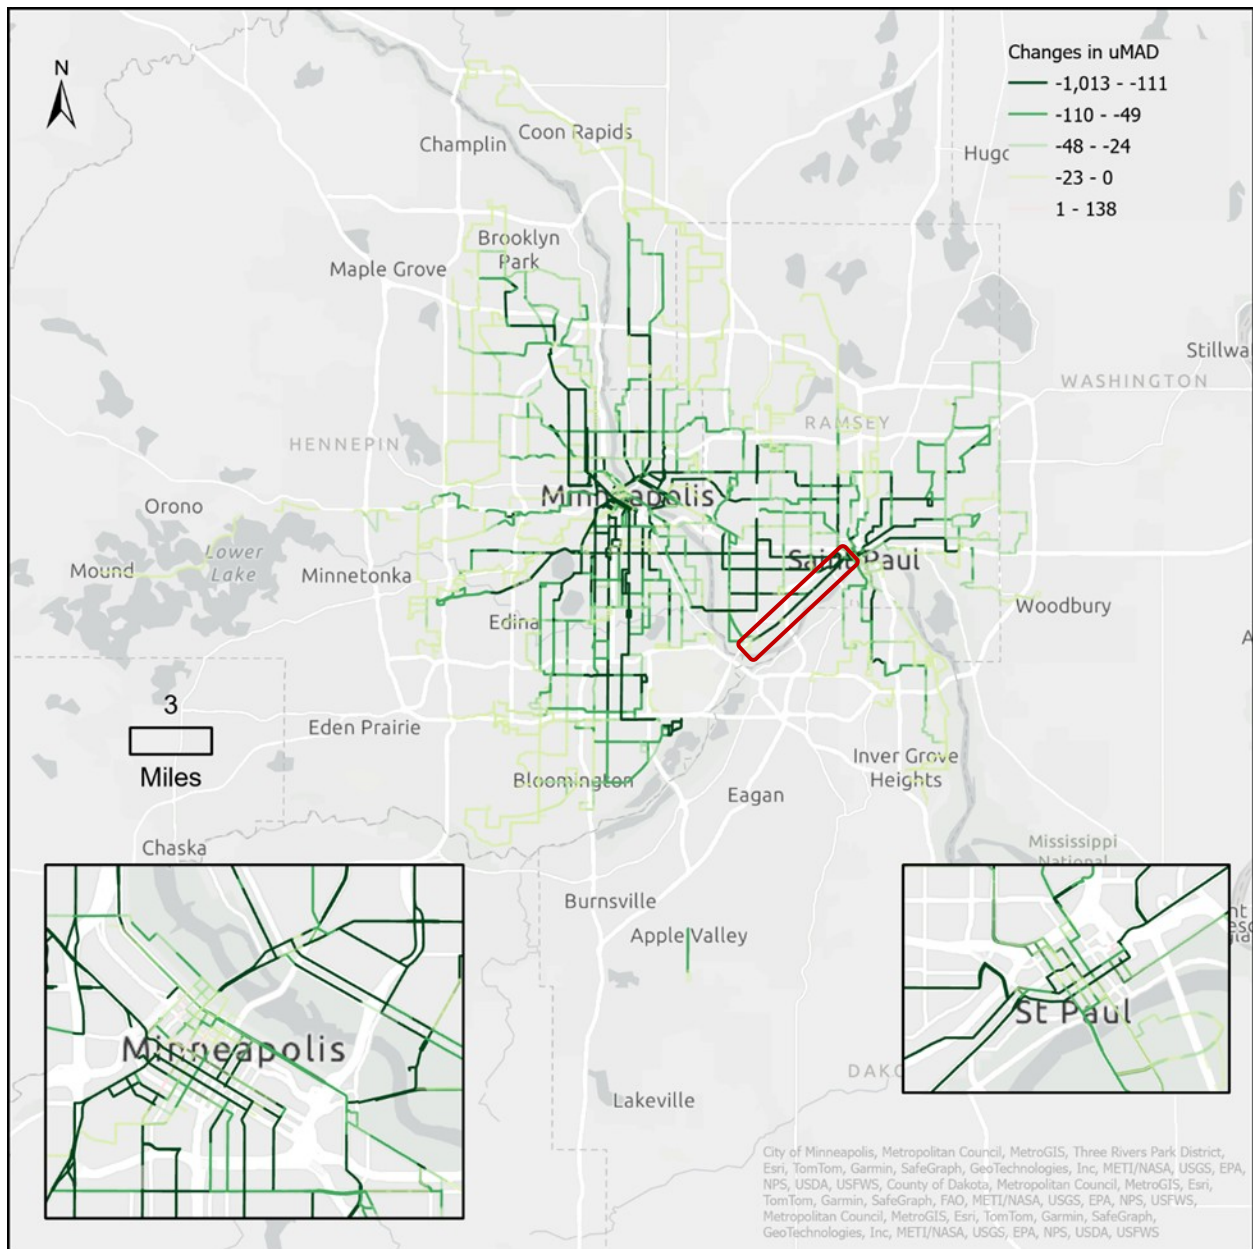 N
Changes in uMAD
-1,013 - -111
-110 - -49
-48 - -24
-23 - 0
1 - 138
Coon Rapids
Champlin
Hugo
Brooklyn
Park
Maple Grove
Stillwa
WASHINGTON
RAMSEY
HENNEPIN
Minneapolis
Orono
Lower
Lake
Saint Paul
Mound
Minnetonka
Woodbury
Edina
A
3
Miles
Eden Prairie
Inver Grove
Heights
Bloomington
Eagan
Chaska
Mississippi
National
Burnsville
Apple Valley
St Paul
Minneapolis
DAKO
Lakeville
City of Minneapolis, Metropolitan Council, MetroGIS, Three Rivers Park District,
Esri, TomTom, Garmin, SafeGraph, GeoTechnologies, Inc, METI/NASA, USGS, EPA,
NPS, USDA, USFWS, County of Dakota, Metropolitan Council, MetroGIS, Esri,
TomTom, Garmin, SafeGraph, FAO, METI/NASA, USGS, EPA, NPS, USFWS,
Metropolitan Council, MetroGIS, Esri, TomTom, Garmin, SafeGraph,
GeoTechnologies, Inc, METI/NASA, USGS, EPA, NPS, USDA, USFWS